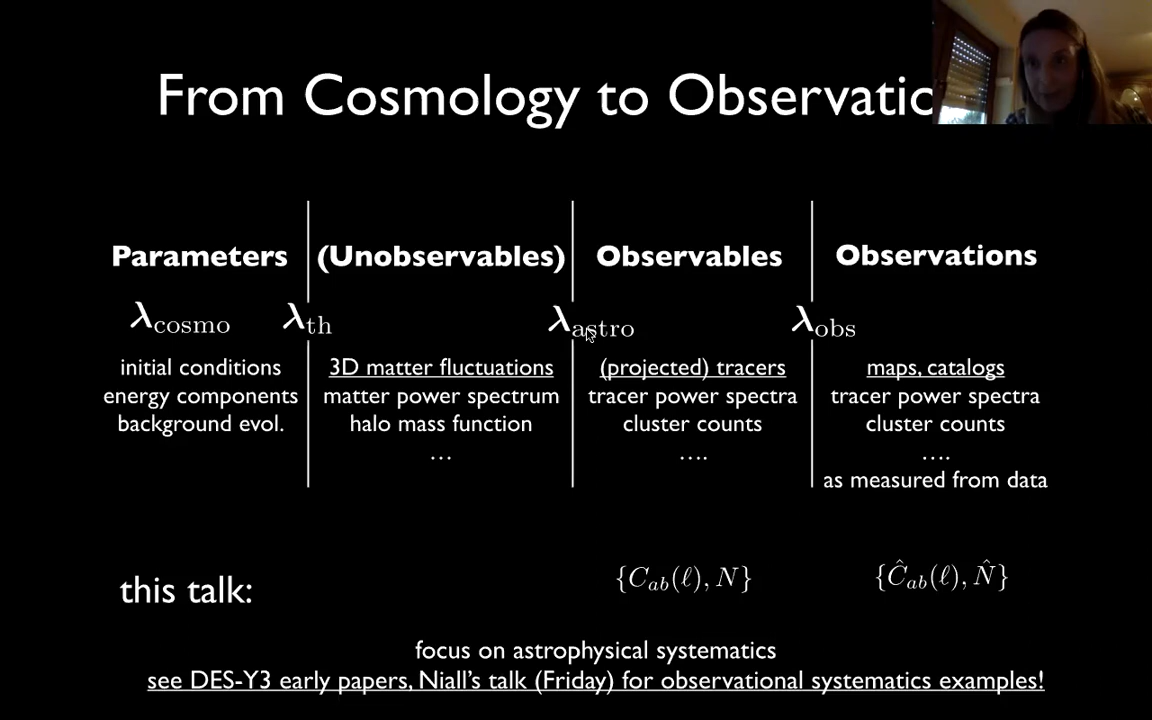 From Cosmology to Observatio
Parameters (Unobservables) Observables Observations
λcosmo λth λastro λobs
initial conditions 3D matter fluctuations (projected) tracers maps, catalogs
energy components matter power spectrum tracer power spectra tracer power spectra
background evol. halo mass function cluster counts cluster counts
… …. ….
as measured from data
this talk: {C_ab(ℓ), N} {Ĉ_ab(ℓ), N̂}
focus on astrophysical systematics
see DES-Y3 early papers, Niall's talk (Friday) for observational systematics examples!